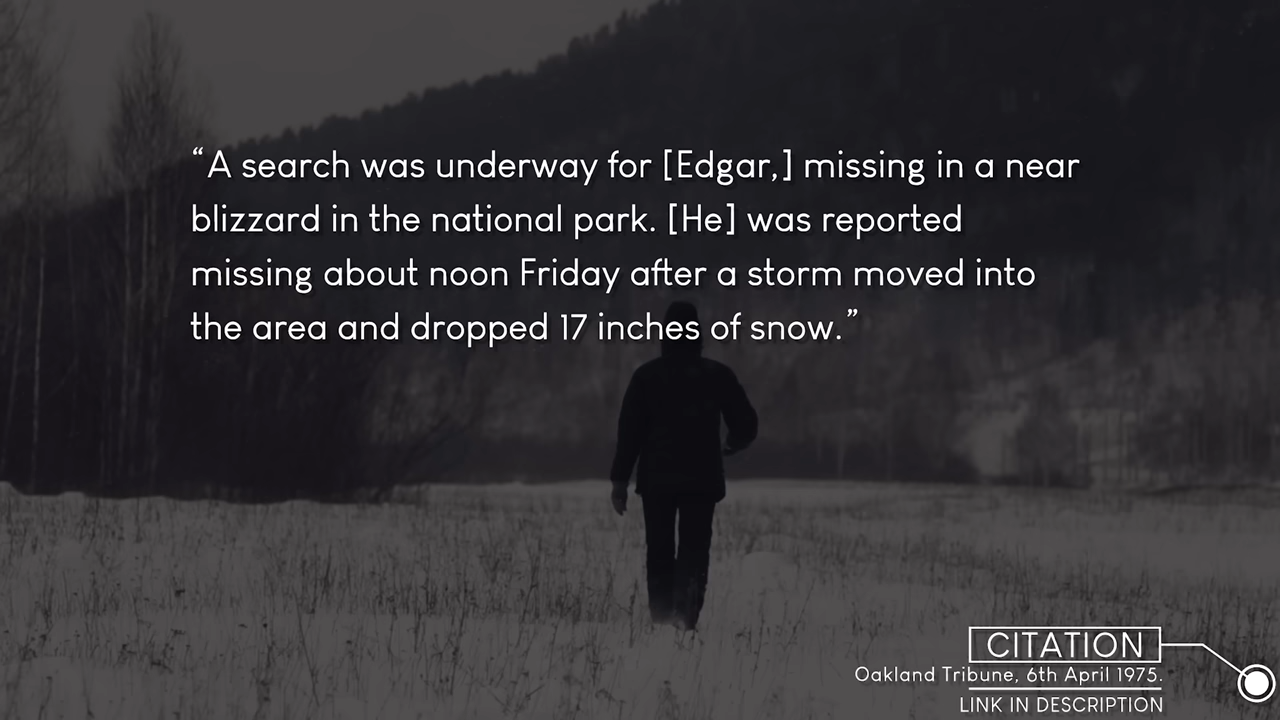 “A search was underway for [Edgar,] missing in a near
blizzard in the national park. [He] was reported
missing about noon Friday after a storm moved into
the area and dropped 17 inches of snow.”
CITATION
Oakland Tribune, 6th April 1975.
LINK IN DESCRIPTION